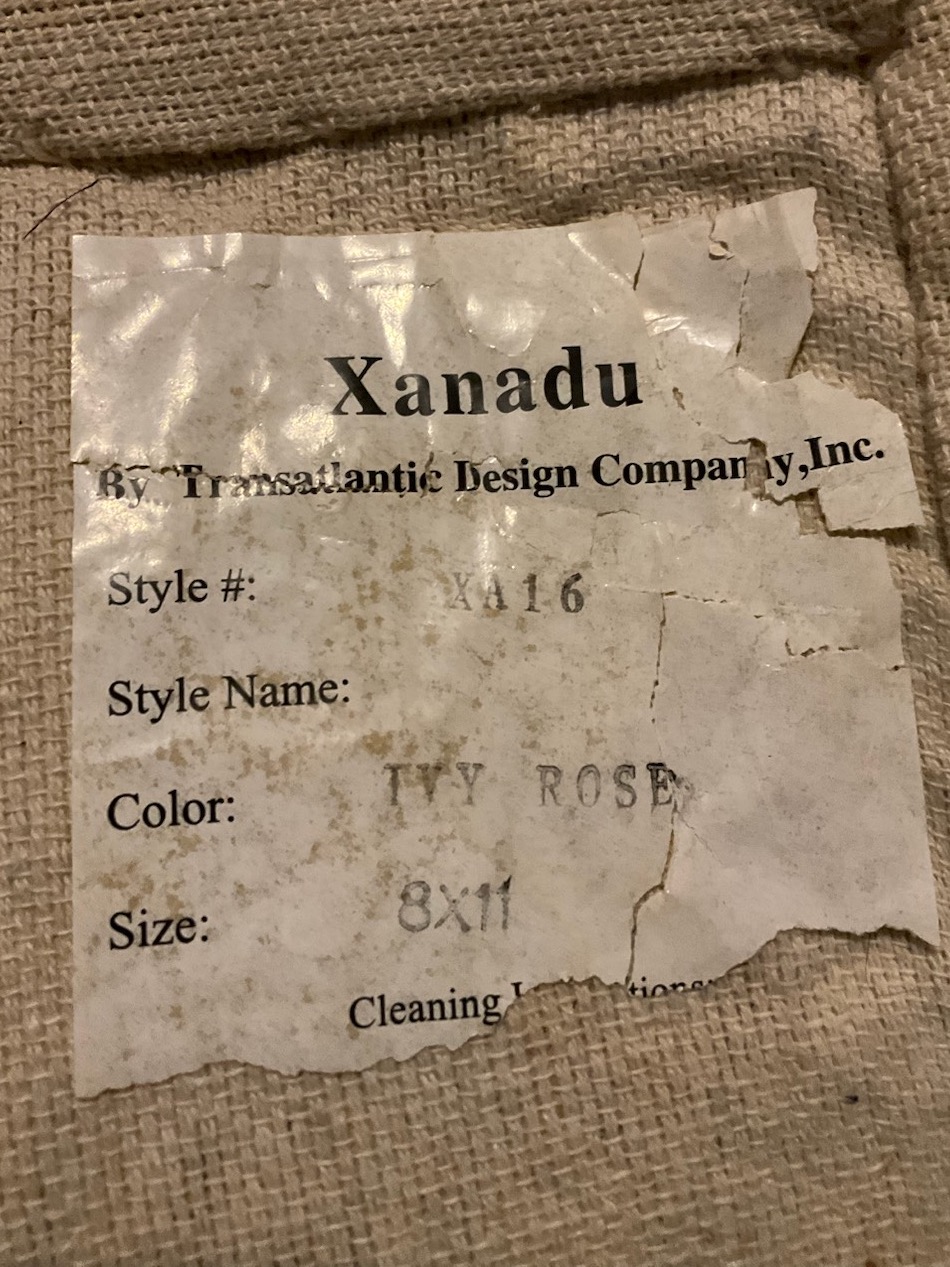 Xanadu
By Transatlantic Design Company,Inc.
Style #: XA16
Style Name:
Color: IVY ROSE
Size: 8X11
Cleaning